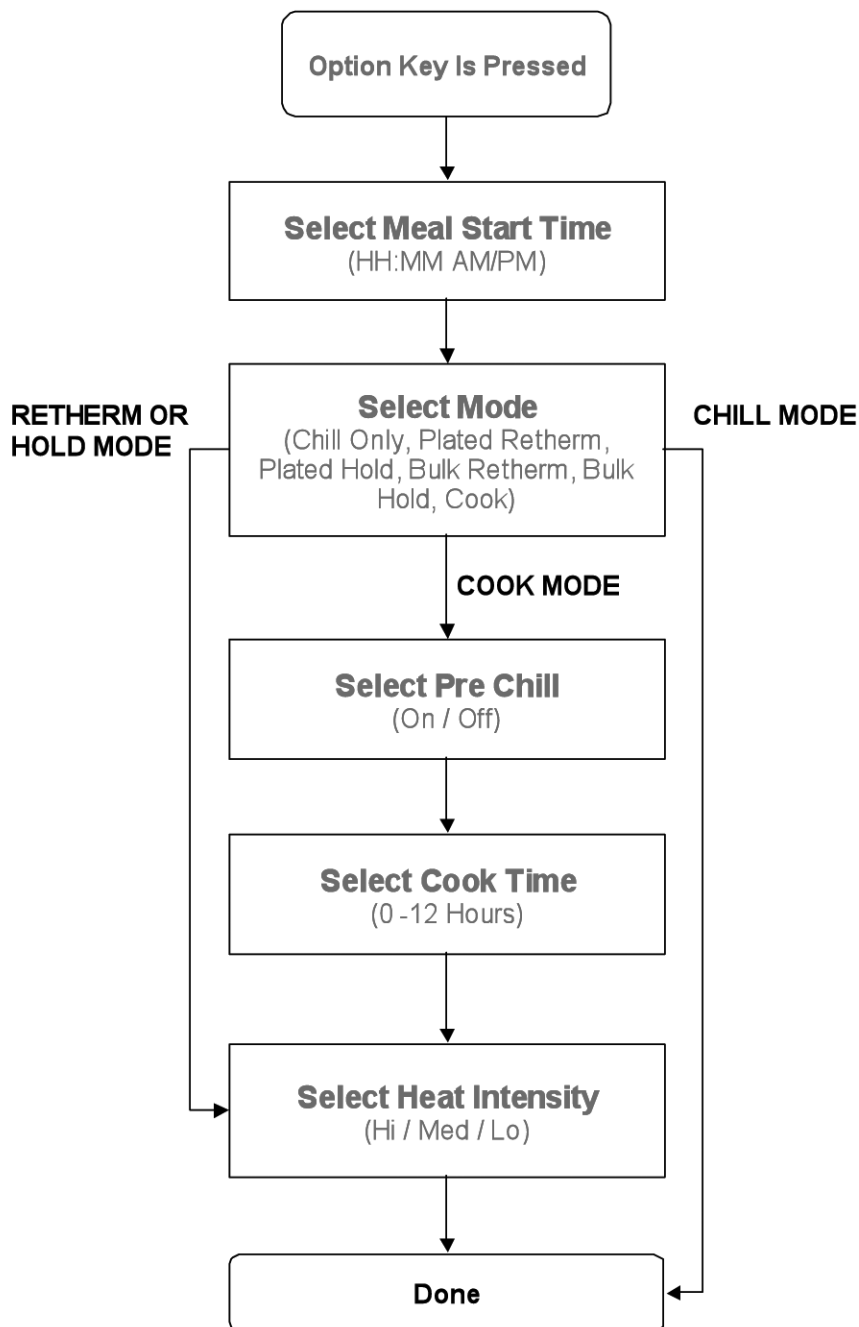 Option Key Is Pressed
Select Meal Start Time
(HH:MM AM/PM)
RETHERM OR
HOLD MODE
Select Mode
(Chill Only, Plated Retherm,
Plated Hold, Bulk Retherm, Bulk
Hold, Cook)
CHILL MODE
COOK MODE
Select Pre Chill
(On / Off)
Select Cook Time
(0 -12 Hours)
Select Heat Intensity
(Hi / Med / Lo)
Done